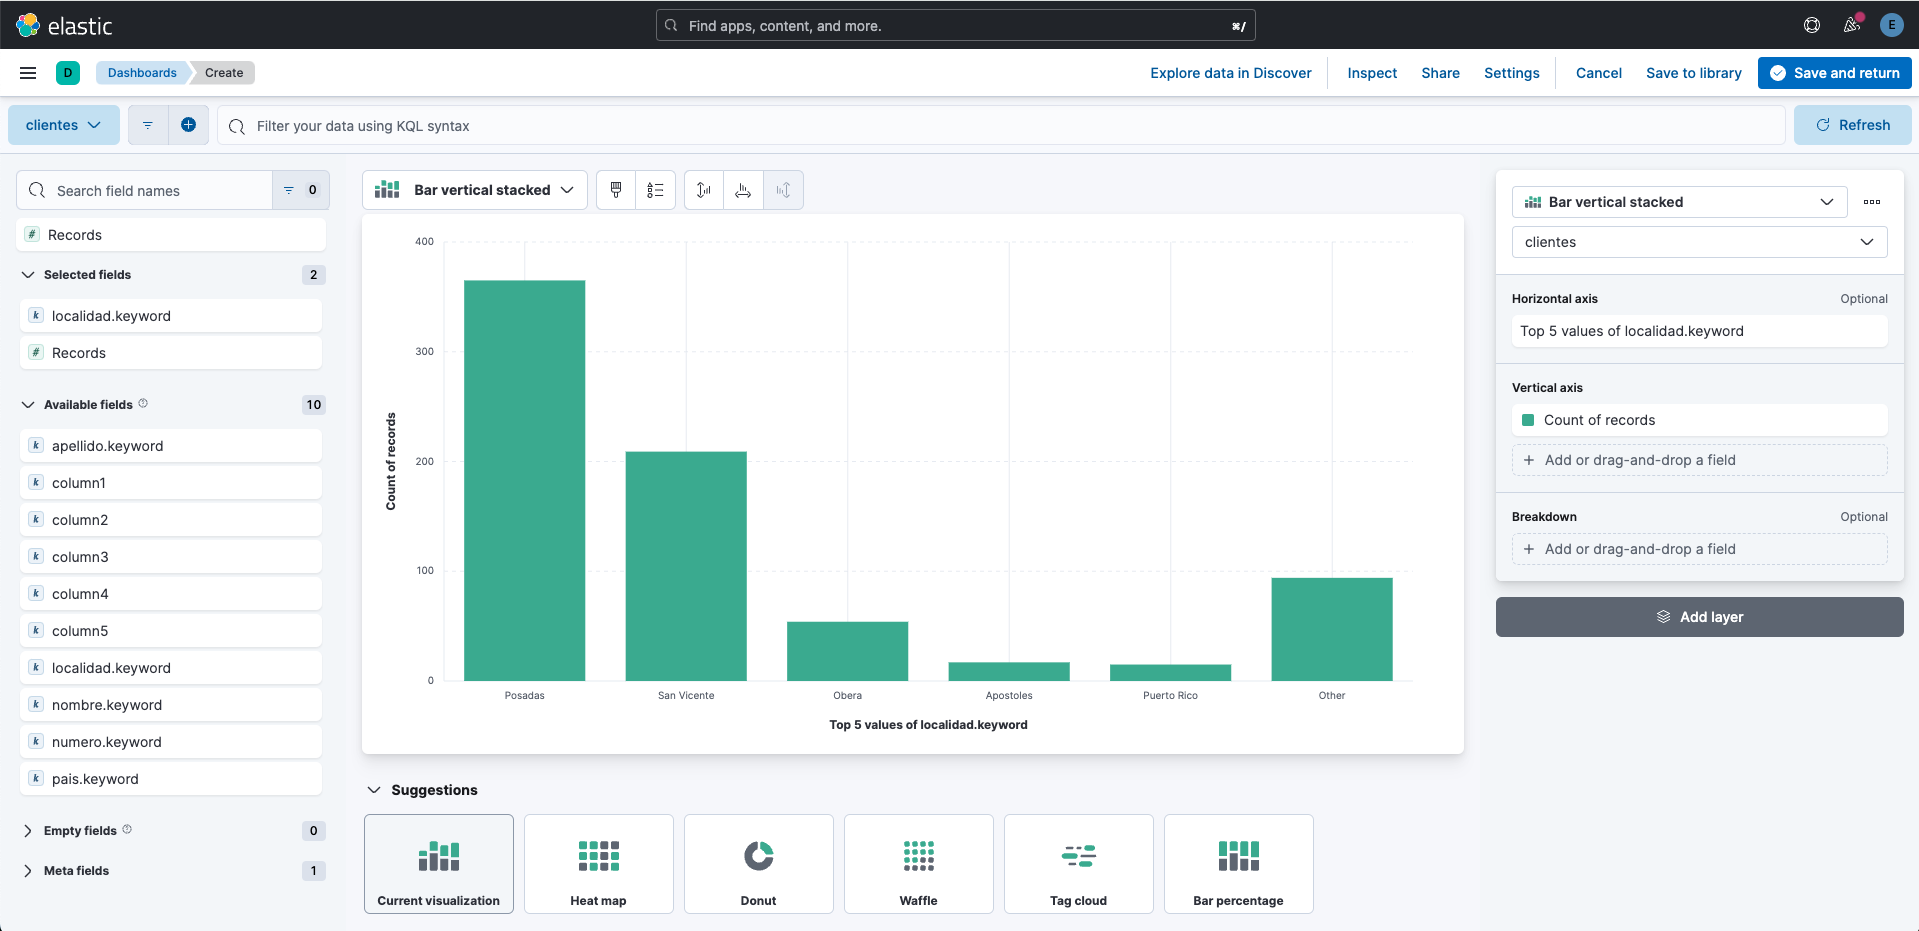 elastic
Find apps, content, and more.
⌘/
E
D
Dashboards
Create
Explore data in Discover
Inspect
Share
Settings
Cancel
Save to library
Save and return
clientes
Filter your data using KQL syntax
Refresh
Search field names
0
# Records
Selected fields
2
k localidad.keyword
# Records
Available fields
10
k apellido.keyword
k column1
k column2
k column3
k column4
k column5
k localidad.keyword
k nombre.keyword
k numero.keyword
k pais.keyword
Empty fields
0
Meta fields
1
Bar vertical stacked
400
300
200
100
0
Count of records
Posadas
San Vicente
Obera
Apostoles
Puerto Rico
Other
Top 5 values of localidad.keyword
Suggestions
Current visualization
Heat map
Donut
Waffle
Tag cloud
Bar percentage
Bar vertical stacked
clientes
Horizontal axis
Optional
Top 5 values of localidad.keyword
Vertical axis
Count of records
+ Add or drag-and-drop a field
Breakdown
Optional
+ Add or drag-and-drop a field
Add layer